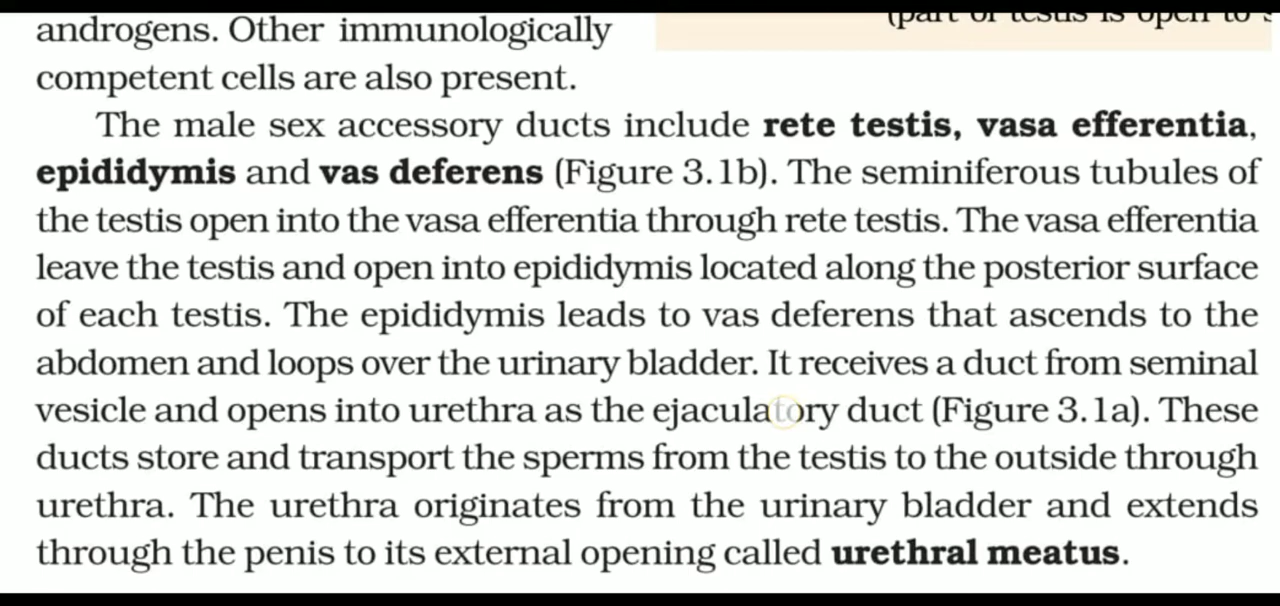 androgens. Other immunologically
(part of testis is open to
competent cells are also present.
The male sex accessory ducts include rete testis, vasa efferentia,
epididymis and vas deferens (Figure 3.1b). The seminiferous tubules of
the testis open into the vasa efferentia through rete testis. The vasa efferentia
leave the testis and open into epididymis located along the posterior surface
of each testis. The epididymis leads to vas deferens that ascends to the
abdomen and loops over the urinary bladder. It receives a duct from seminal
vesicle and opens into urethra as the ejaculatory duct (Figure 3.1a). These
ducts store and transport the sperms from the testis to the outside through
urethra. The urethra originates from the urinary bladder and extends
through the penis to its external opening called urethral meatus.